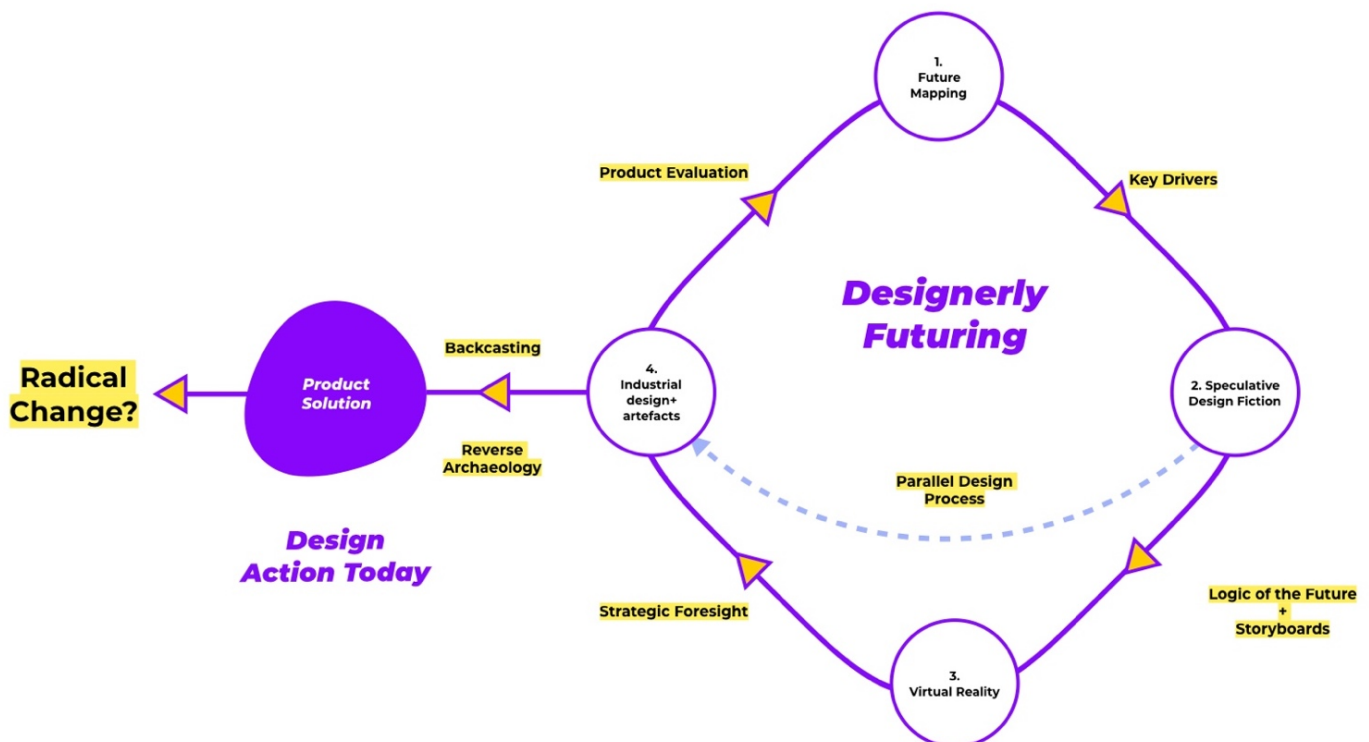 1.
Future
Mapping
Product Evaluation
Key Drivers
Designerly
Futuring
Backcasting
Radical
Change?
Product
Solution
4.
Industrial
design+
artefacts
2. Speculative
Design Fiction
Reverse
Archaeology
Parallel Design
Process
Design
Action Today
Strategic Foresight
Logic of the Future
+
Storyboards
3.
Virtual Reality